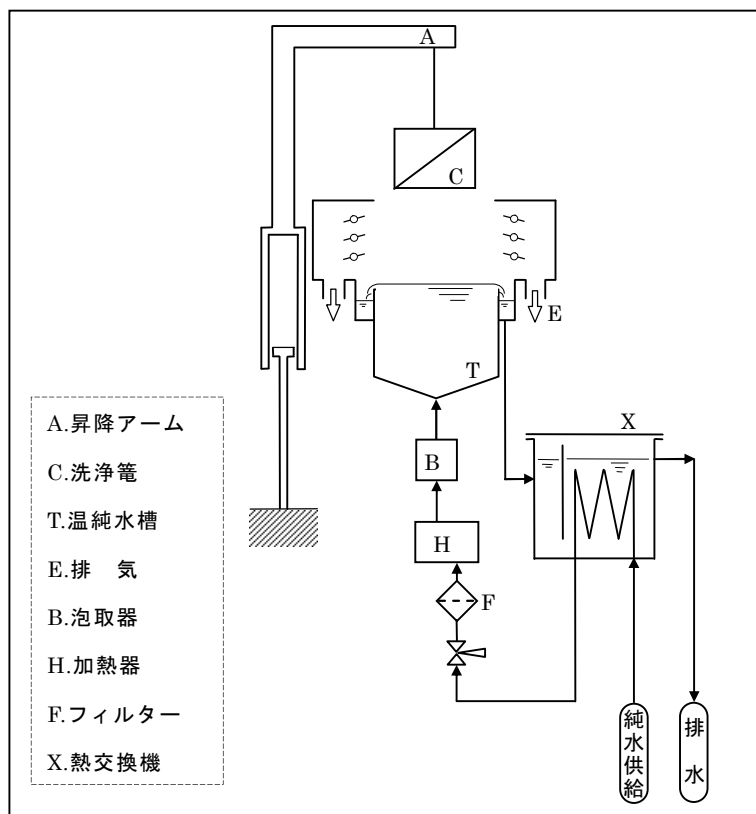 A
C
E
T
X
B
H
F
A.昇降アーム
C.洗浄篭
T.温純水槽
E.排　気
B.泡取器
H.加熱器
F.フィルター
X.熱交換機
純水供給
排水